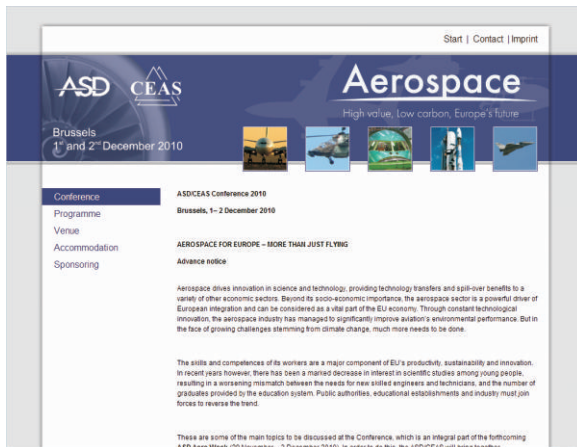 Start | Contact | Imprint
ASD
CEAS
Aerospace
High value, Low carbon, Europe's future
Brussels
1st and 2nd December 2010
Conference
Programme
Venue
Accommodation
Sponsoring
ASD/CEAS Conference 2010
Brussels, 1– 2 December 2010
AEROSPACE FOR EUROPE – MORE THAN JUST FLYING
Advance notice
Aerospace drives innovation in science and technology, providing technology transfers and spill-over benefits to a
variety of other economic sectors. Beyond its socio-economic importance, the aerospace sector is a powerful driver of
European integration and can be considered as a vital part of the EU economy. Through constant technological
innovation, the aerospace industry has managed to significantly improve aviation's environmental performance. But in
the face of growing challenges stemming from climate change, much more needs to be done.
The skills and competences of its workers are a major component of EU's productivity, sustainability and innovation.
In recent years however, there has been a marked decrease in interest in scientific studies among young people,
resulting in a worsening mismatch between the needs for new skilled engineers and technicians, and the number of
graduates provided by the education system. Public authorities, educational establishments and industry must join
forces to reverse the trend.
These are some of the main topics to be discussed at the Conference, which is an integral part of the forthcoming